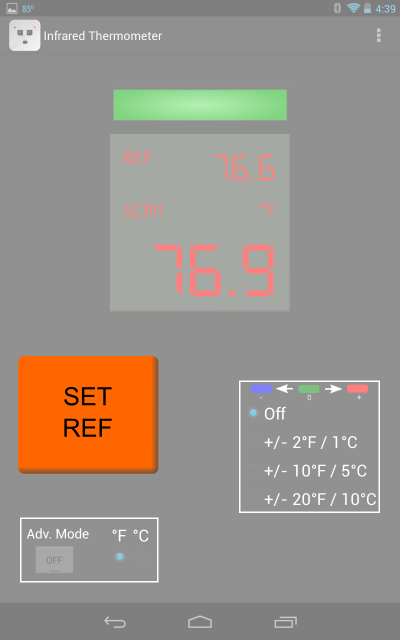 85° 4:39
Infrared Thermometer
REF 76.6
SCAN °F
76.9
SET
REF
- 0 +
Off
+/- 2°F / 1°C
+/- 10°F / 5°C
+/- 20°F / 10°C
Adv. Mode °F °C
OFF